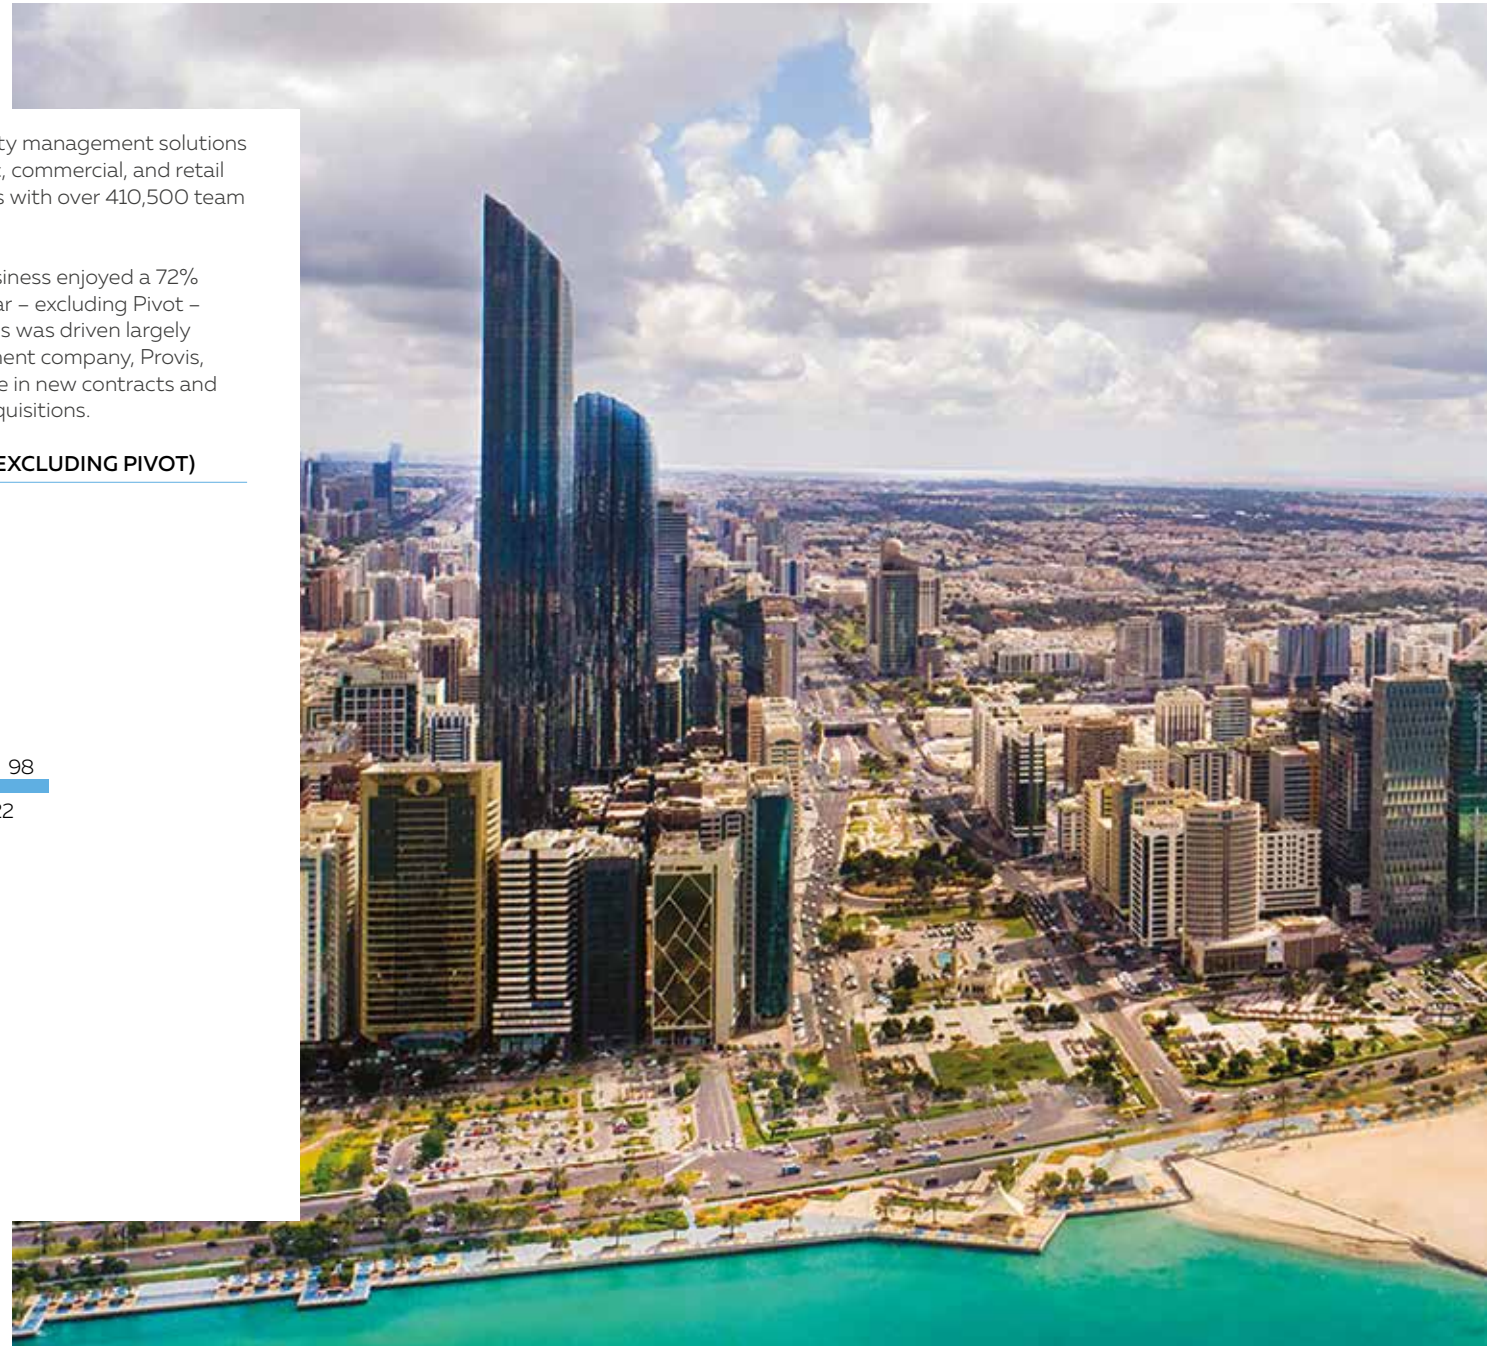 ty management solutions
, commercial, and retail
s with over 410,500 team
siness enjoyed a 72%
ar – excluding Pivot –
s was driven largely
ment company, Provis,
e in new contracts and
quisitions.
EXCLUDING PIVOT)
98
22